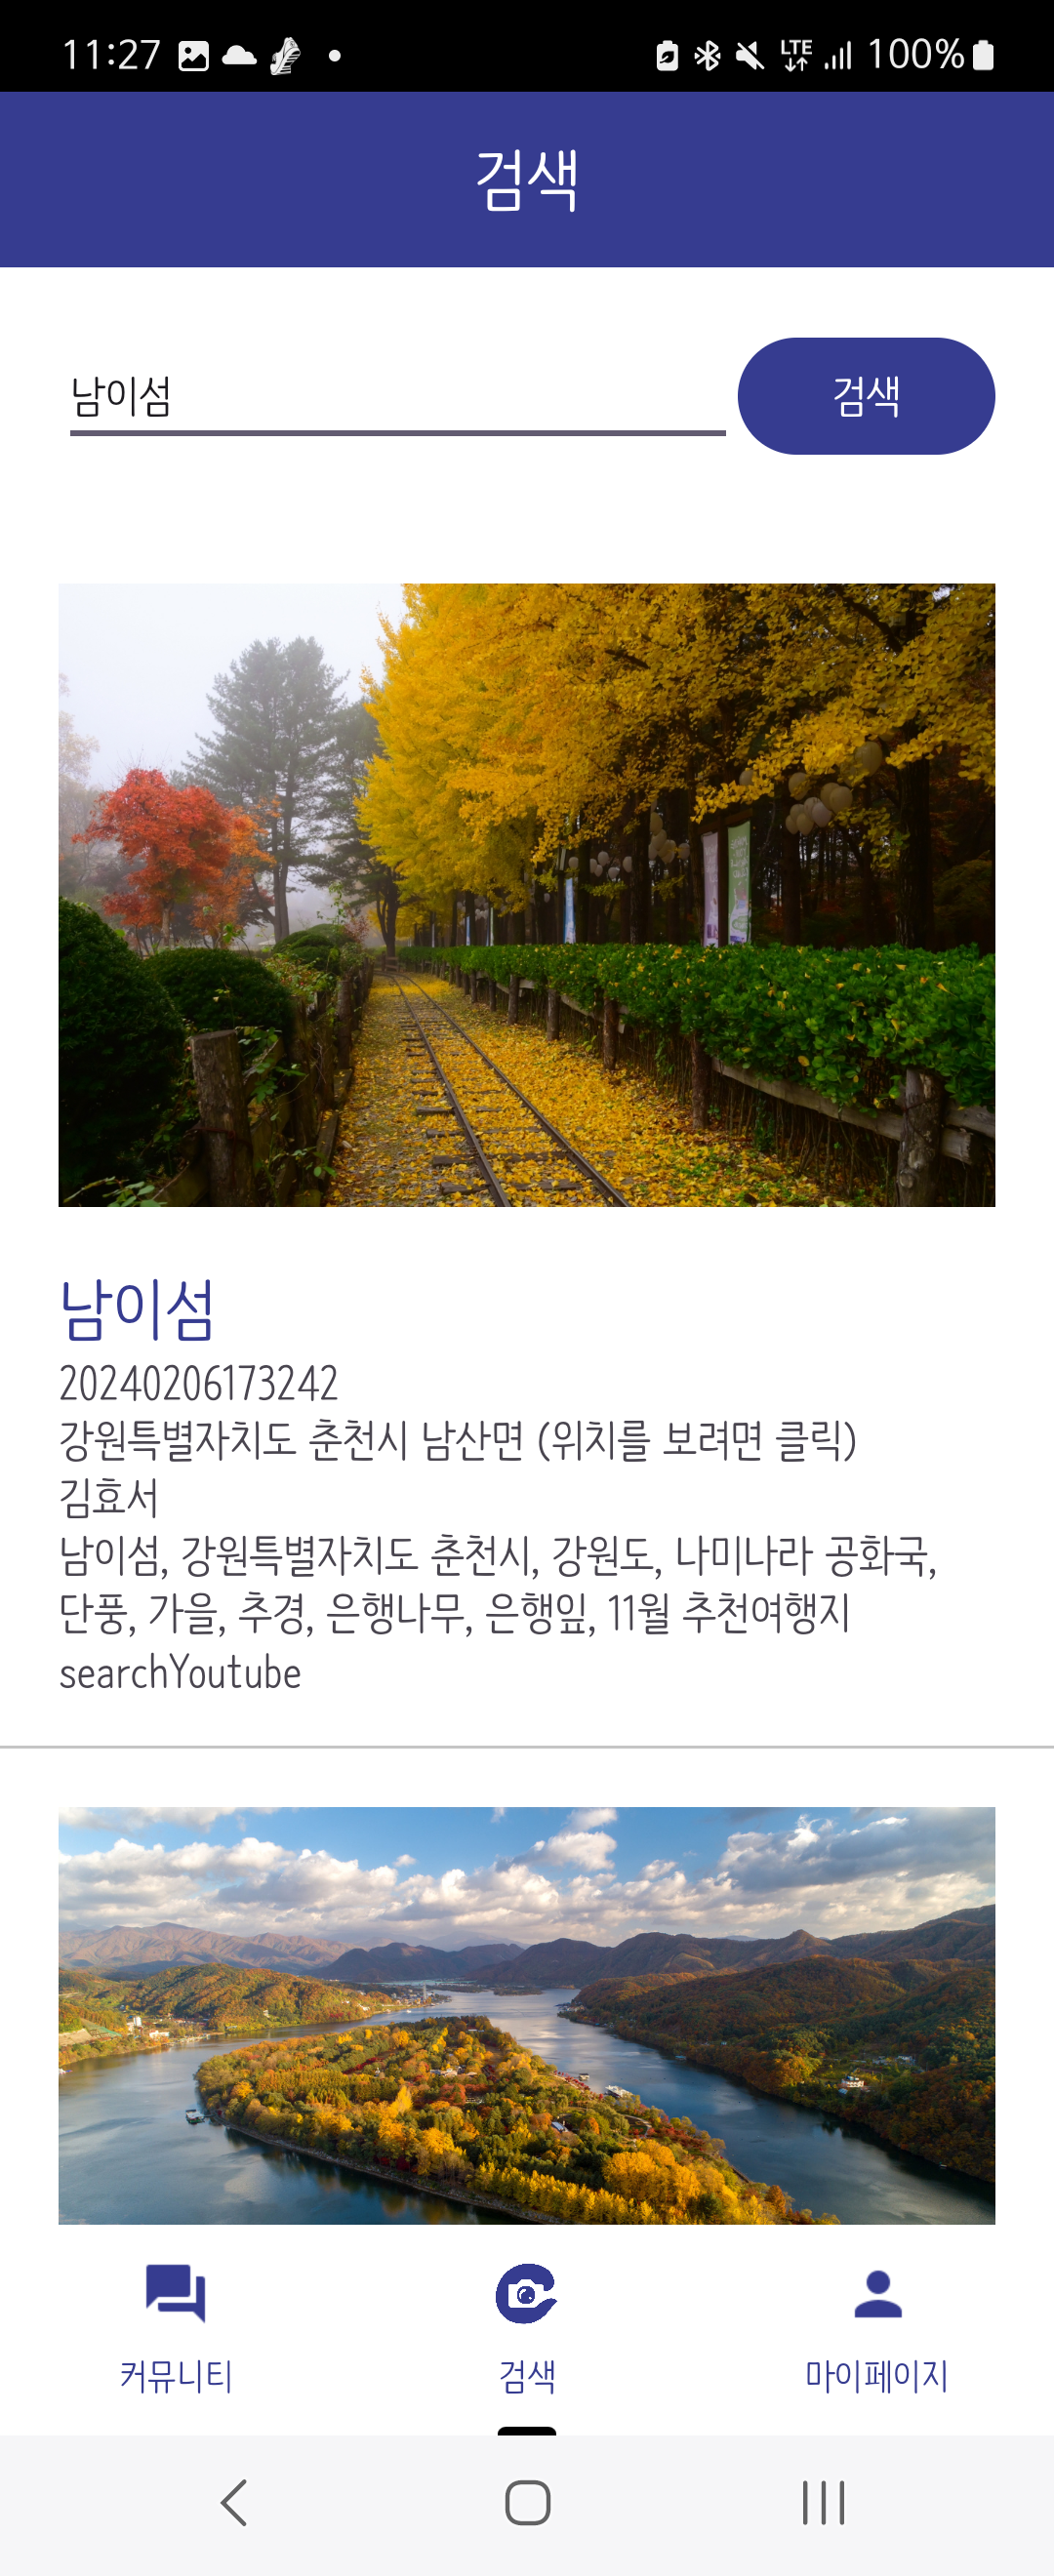 11:27
LTE
100%
검색
남이섬
검색
남이섬
20240206173242
강원특별자치도 춘천시 남산면 (위치를 보려면 클릭)
김효서
남이섬, 강원특별자치도 춘천시, 강원도, 나미나라 공화국,
단풍, 가을, 추경, 은행나무, 은행잎, 11월 추천여행지
searchYoutube
커뮤니티
검색
마이페이지